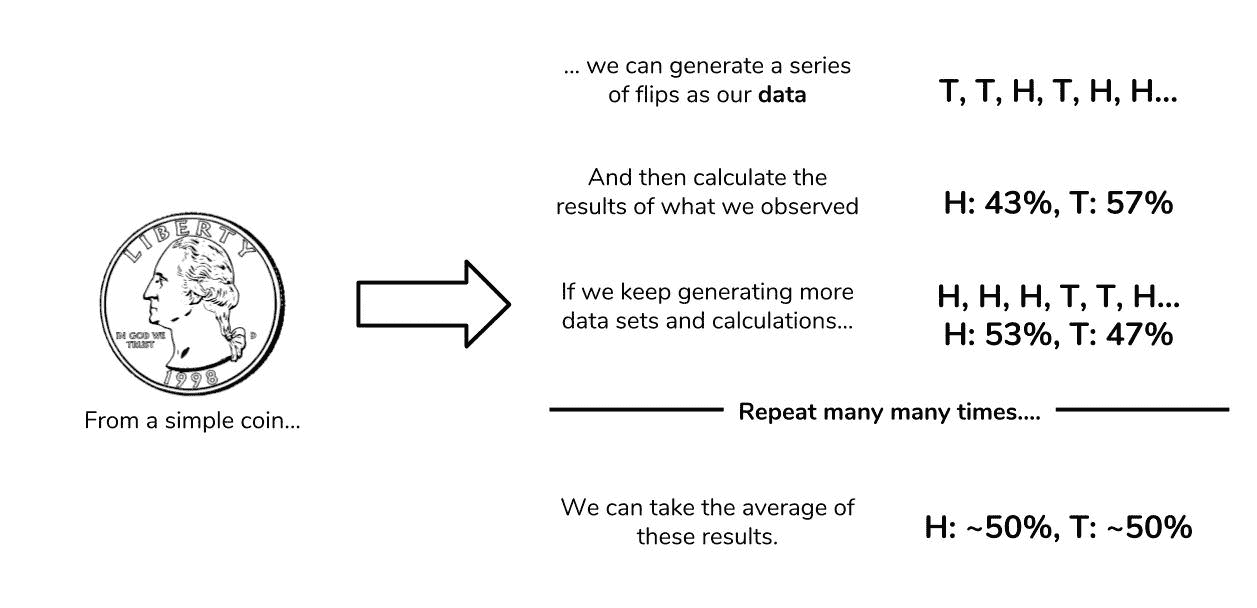 ... we can generate a series
of flips as our data
T, T, H, T, H, H...
And then calculate the
results of what we observed
H: 43%, T: 57%
LIBERTY
IN GOD WE
TRUST
D
1998
From a simple coin...
If we keep generating more
data sets and calculations...
H, H, H, T, T, H...
H: 53%, T: 47%
Repeat many many times....
We can take the average of
these results.
H: ~50%, T: ~50%